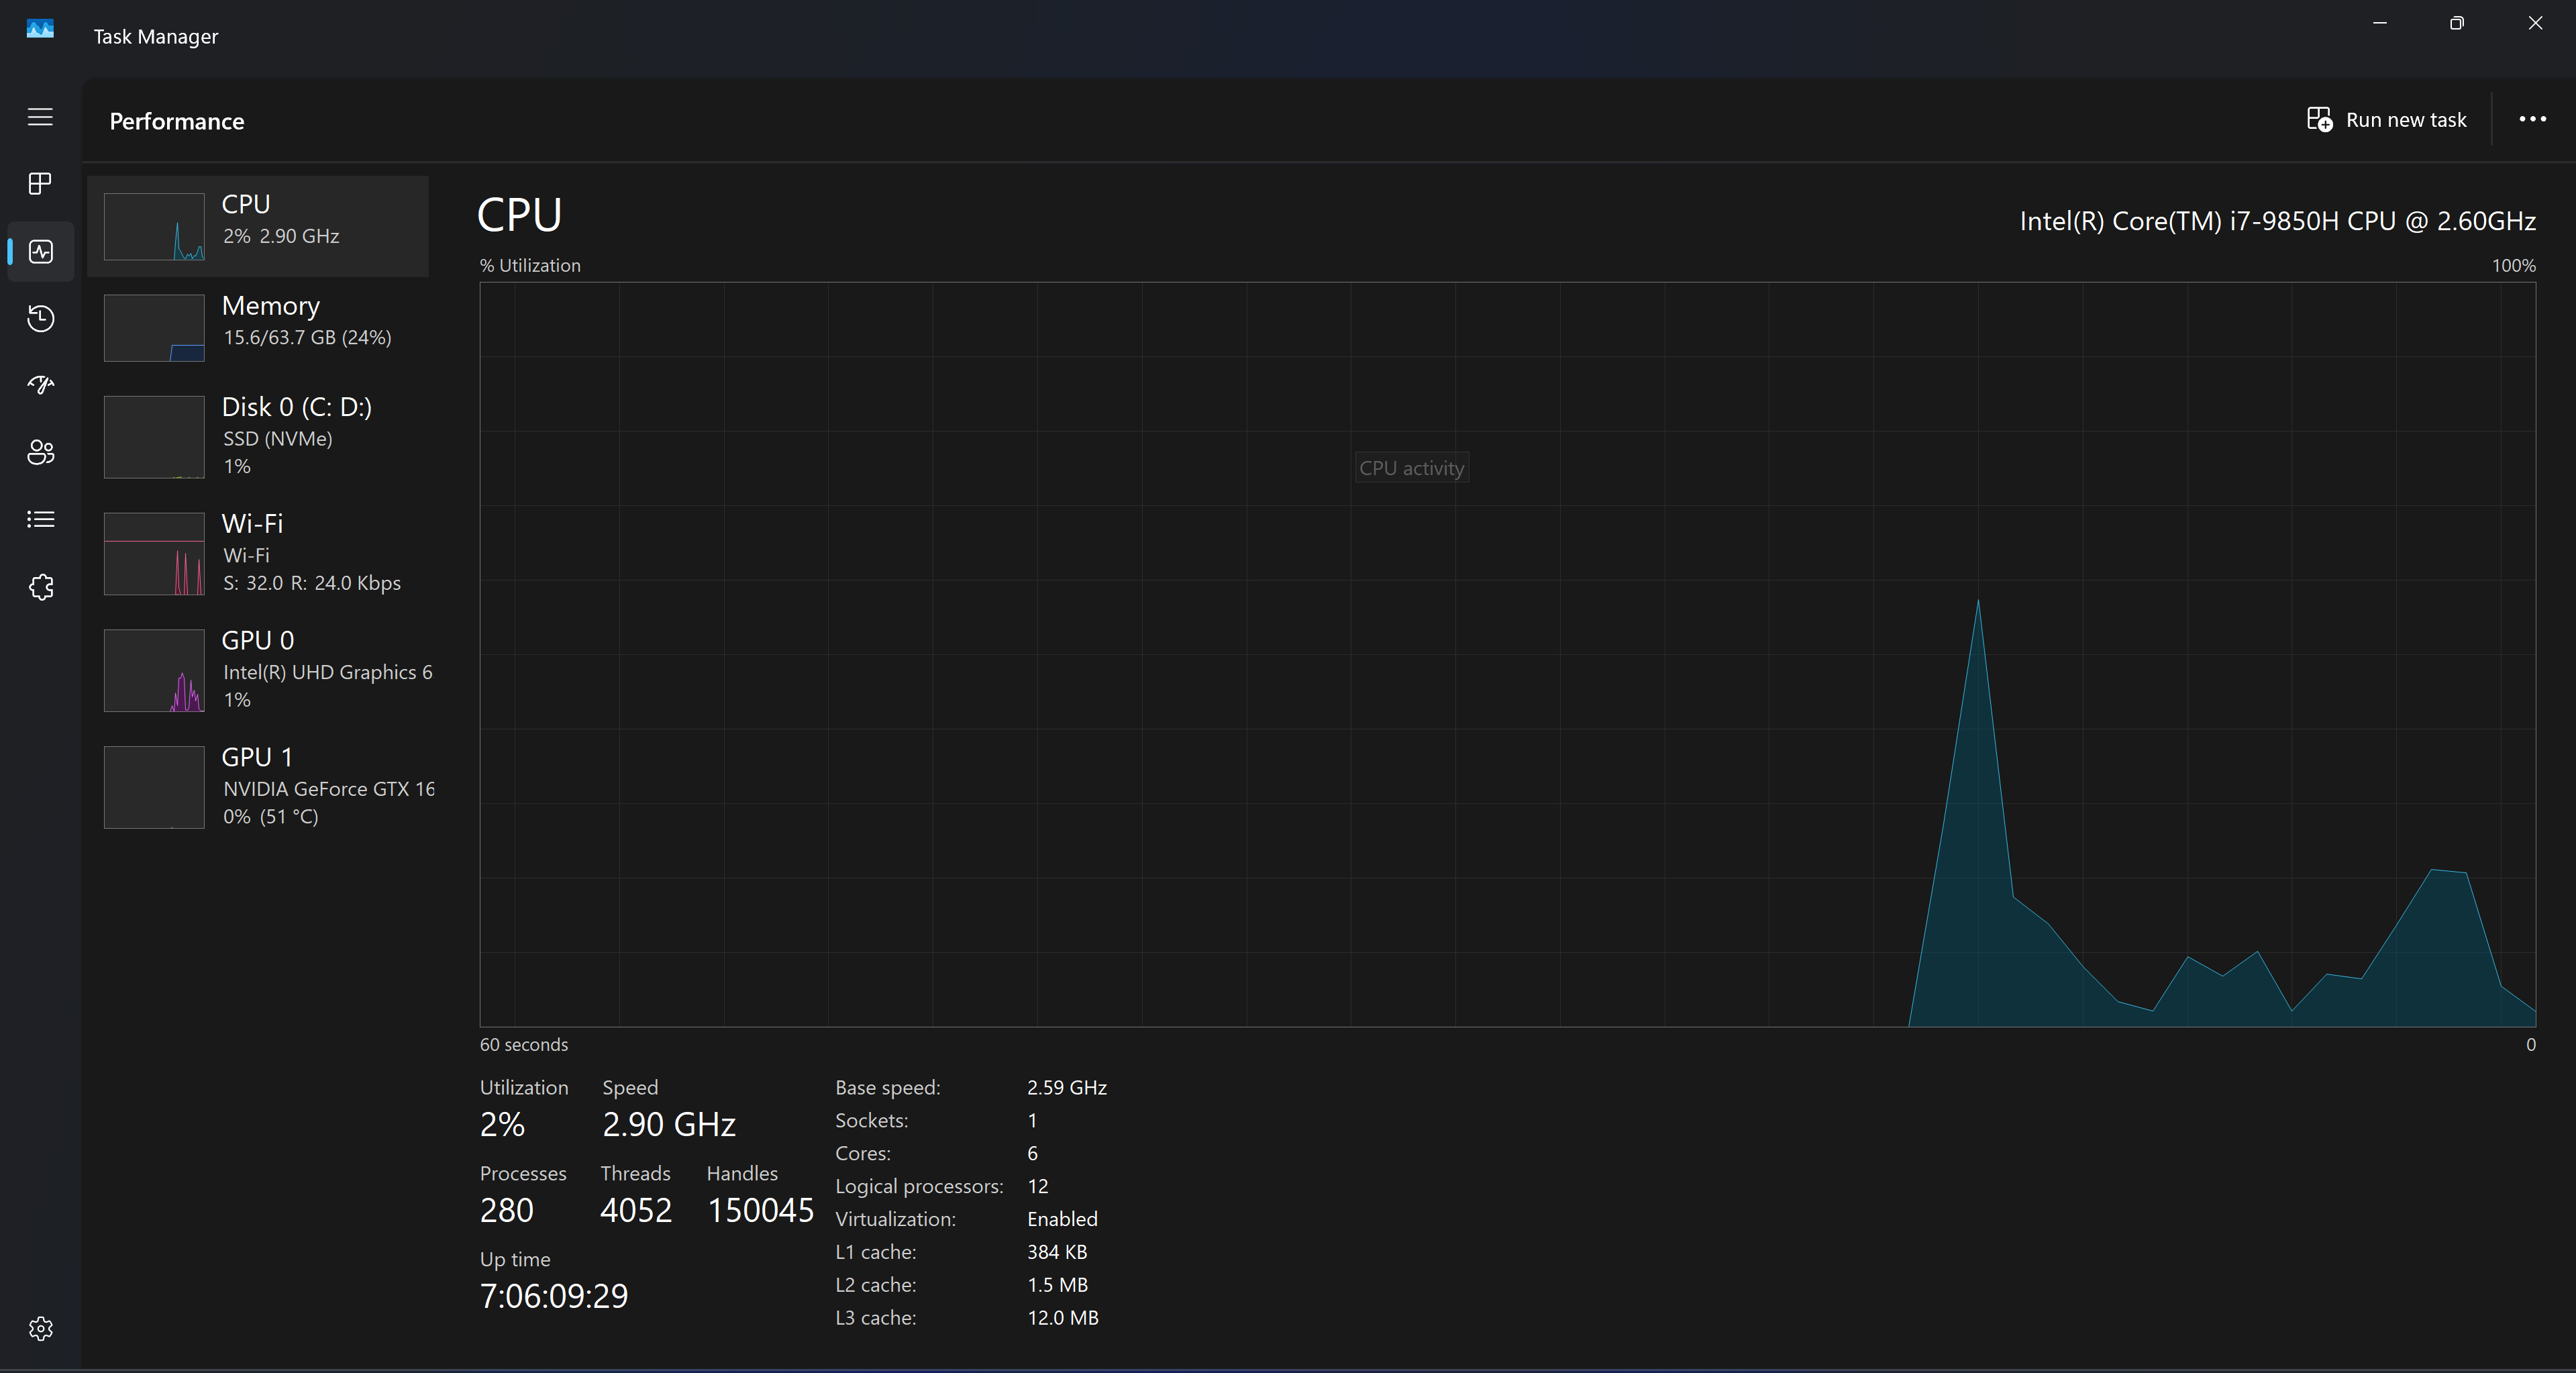 Task Manager
Performance
Run new task
CPU
2% 2.90 GHz
Memory
15.6/63.7 GB (24%)
Disk 0 (C: D:)
SSD (NVMe)
1%
Wi-Fi
Wi-Fi
S: 32.0 R: 24.0 Kbps
GPU 0
Intel(R) UHD Graphics 6
1%
GPU 1
NVIDIA GeForce GTX 16
0% (51 °C)
CPU
Intel(R) Core(TM) i7-9850H CPU @ 2.60GHz
% Utilization
100%
CPU activity
60 seconds
0
Utilization
2%
Speed
2.90 GHz
Processes
280
Threads
4052
Handles
150045
Up time
7:06:09:29
Base speed: 2.59 GHz
Sockets: 1
Cores: 6
Logical processors: 12
Virtualization: Enabled
L1 cache: 384 KB
L2 cache: 1.5 MB
L3 cache: 12.0 MB